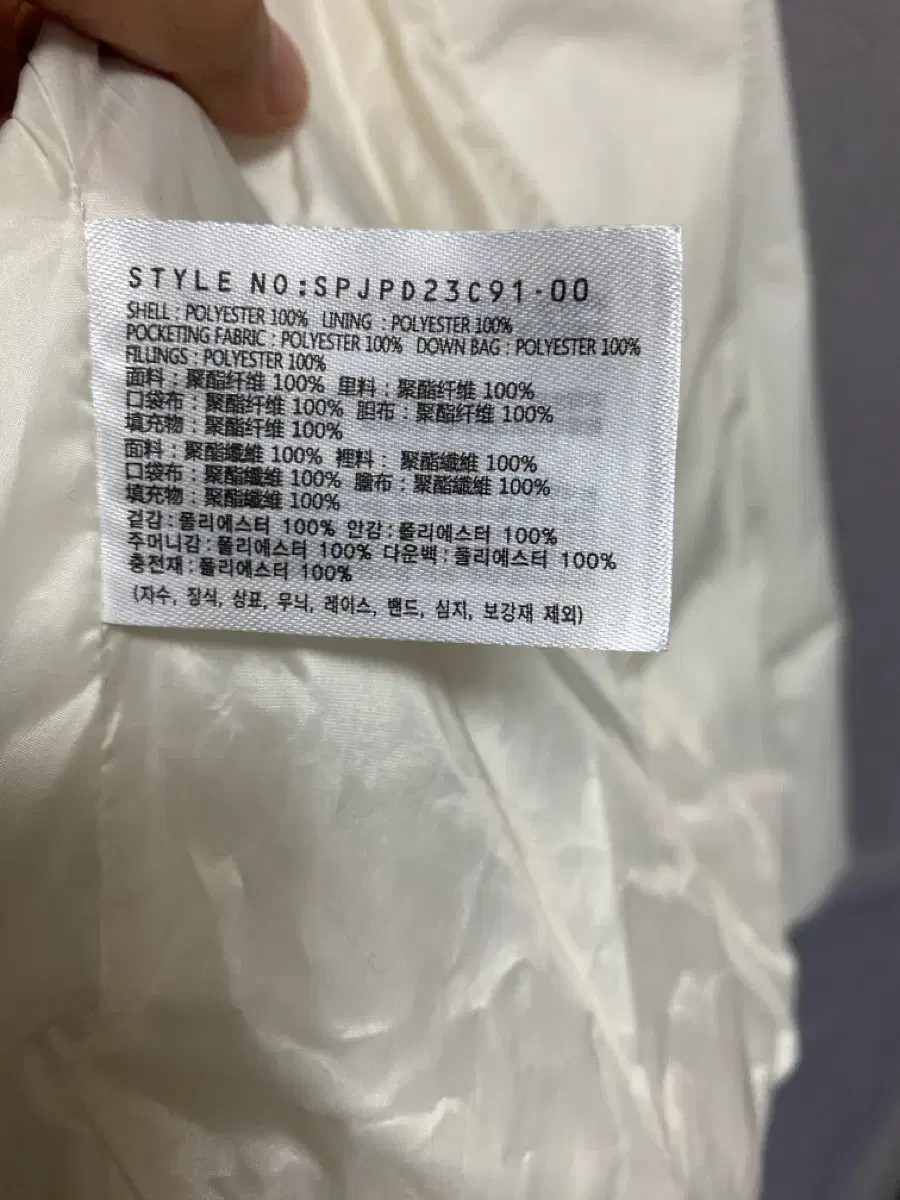 STYLE NO:SPJPD23C91-00
SHELL : POLYESTER 100% LINING : POLYESTER 100%
POCKETING FABRIC : POLYESTER 100% DOWN BAG : POLYESTER 100%
FILLINGS : POLYESTER 100%
面料 : 聚酯纤维 100% 里料 : 聚酯纤维 100%
口袋布 : 聚酯纤维 100% 胆布 : 聚酯纤维 100%
填充物 : 聚酯纤维 100%
面料 : 聚酯纖維 100% 裡料 : 聚酯纖維 100%
口袋布 : 聚酯纖維 100% 膽布 : 聚酯纖維 100%
填充物 : 聚酯纖維 100%
겉감 : 폴리에스터 100% 안감 : 폴리에스터 100%
주머니감 : 폴리에스터 100% 다운백 : 폴리에스터 100%
충전재 : 폴리에스터 100%
(자수, 장식, 상표, 무늬, 레이스, 밴드, 심지, 보강재 제외)